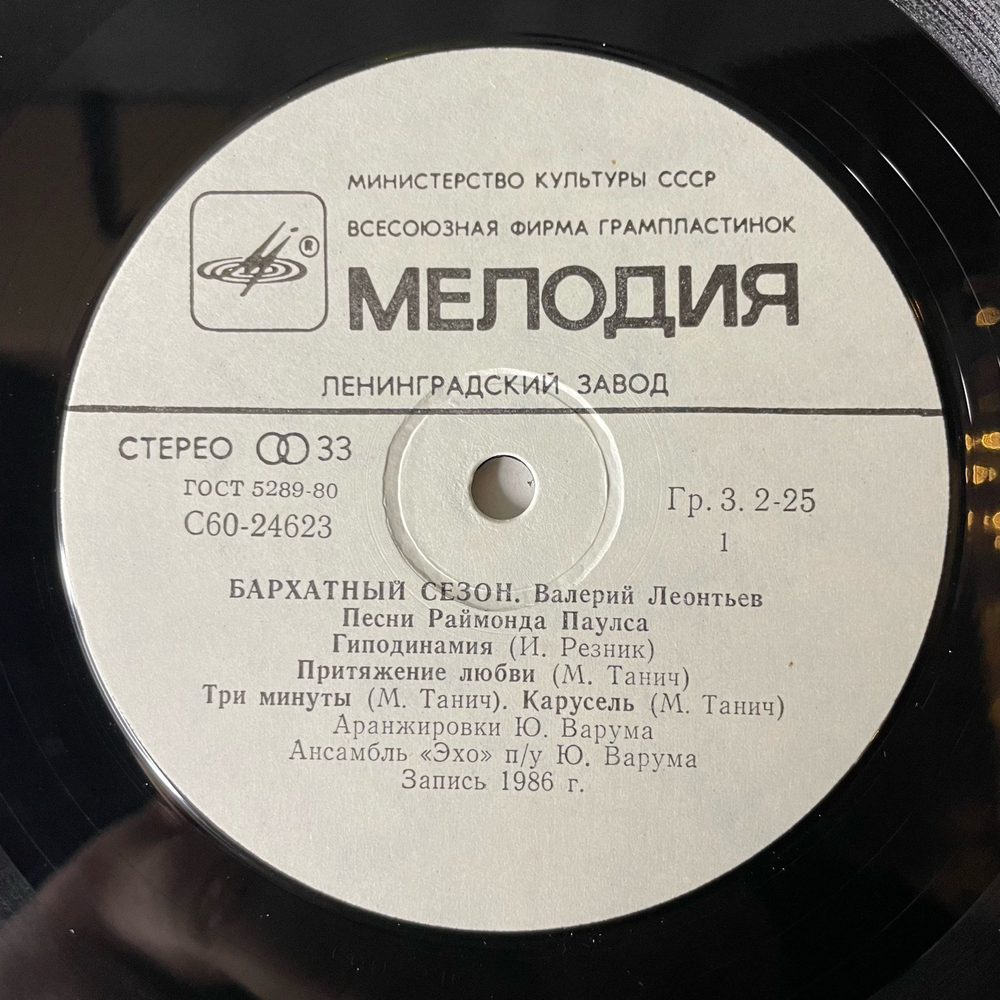 МИНИСТЕРСТВО КУЛЬТУРЫ СССР
ВСЕСОЮЗНАЯ ФИРМА ГРАМПЛАСТИНОК
®
МЕЛОДИЯ
ЛЕНИНГРАДСКИЙ ЗАВОД
СТЕРЕО 33
ГОСТ 5289-80
С60-24623
Гр. 3. 2-25
1
БАРХАТНЫЙ СЕЗОН. Валерий Леонтьев
Песни Раймонда Паулса
Гиподинамия (И. Резник)
Притяжение любви (М. Танич)
Три минуты (М. Танич). Карусель (М. Танич)
Аранжировки Ю. Варума
Ансамбль «Эхо» п/у Ю. Варума
Запись 1986 г.